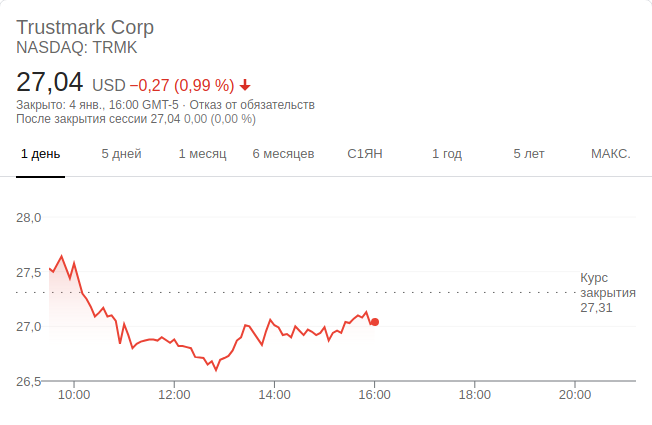 Trustmark Corp
NASDAQ: TRMK
27,04 USD −0,27 (0,99 %)
Закрыто: 4 янв., 16:00 GMT-5 · Отказ от обязательств
После закрытия сессии 27,04 0,00 (0,00 %)
1 день 5 дней 1 месяц 6 месяцев С1ЯН 1 год 5 лет МАКС.
28,0
27,5
27,0
26,5
Курс
закрытия
27,31
10:00 12:00 14:00 16:00 18:00 20:00